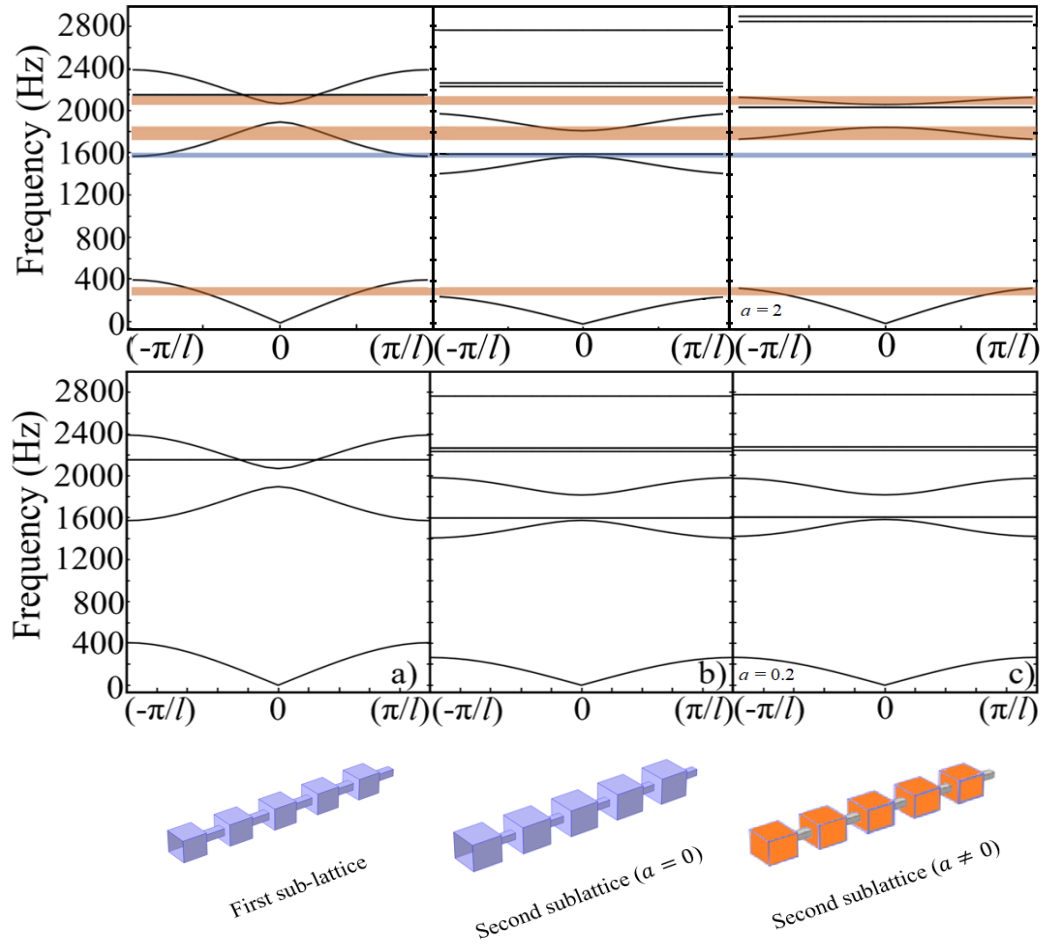 Frequency (Hz)
2800
2400
2000
1600
1200
800
400
0
a = 2
(-π/l) 0 (π/l) (-π/l) 0 (π/l) (-π/l) 0 (π/l)
Frequency (Hz)
2800
2400
2000
1600
1200
800
400
0
a) b) c)
a = 0.2
(-π/l) 0 (π/l) (-π/l) 0 (π/l) (-π/l) 0 (π/l)
First sub-lattice
Second sublattice (a = 0)
Second sublattice (a ≠ 0)